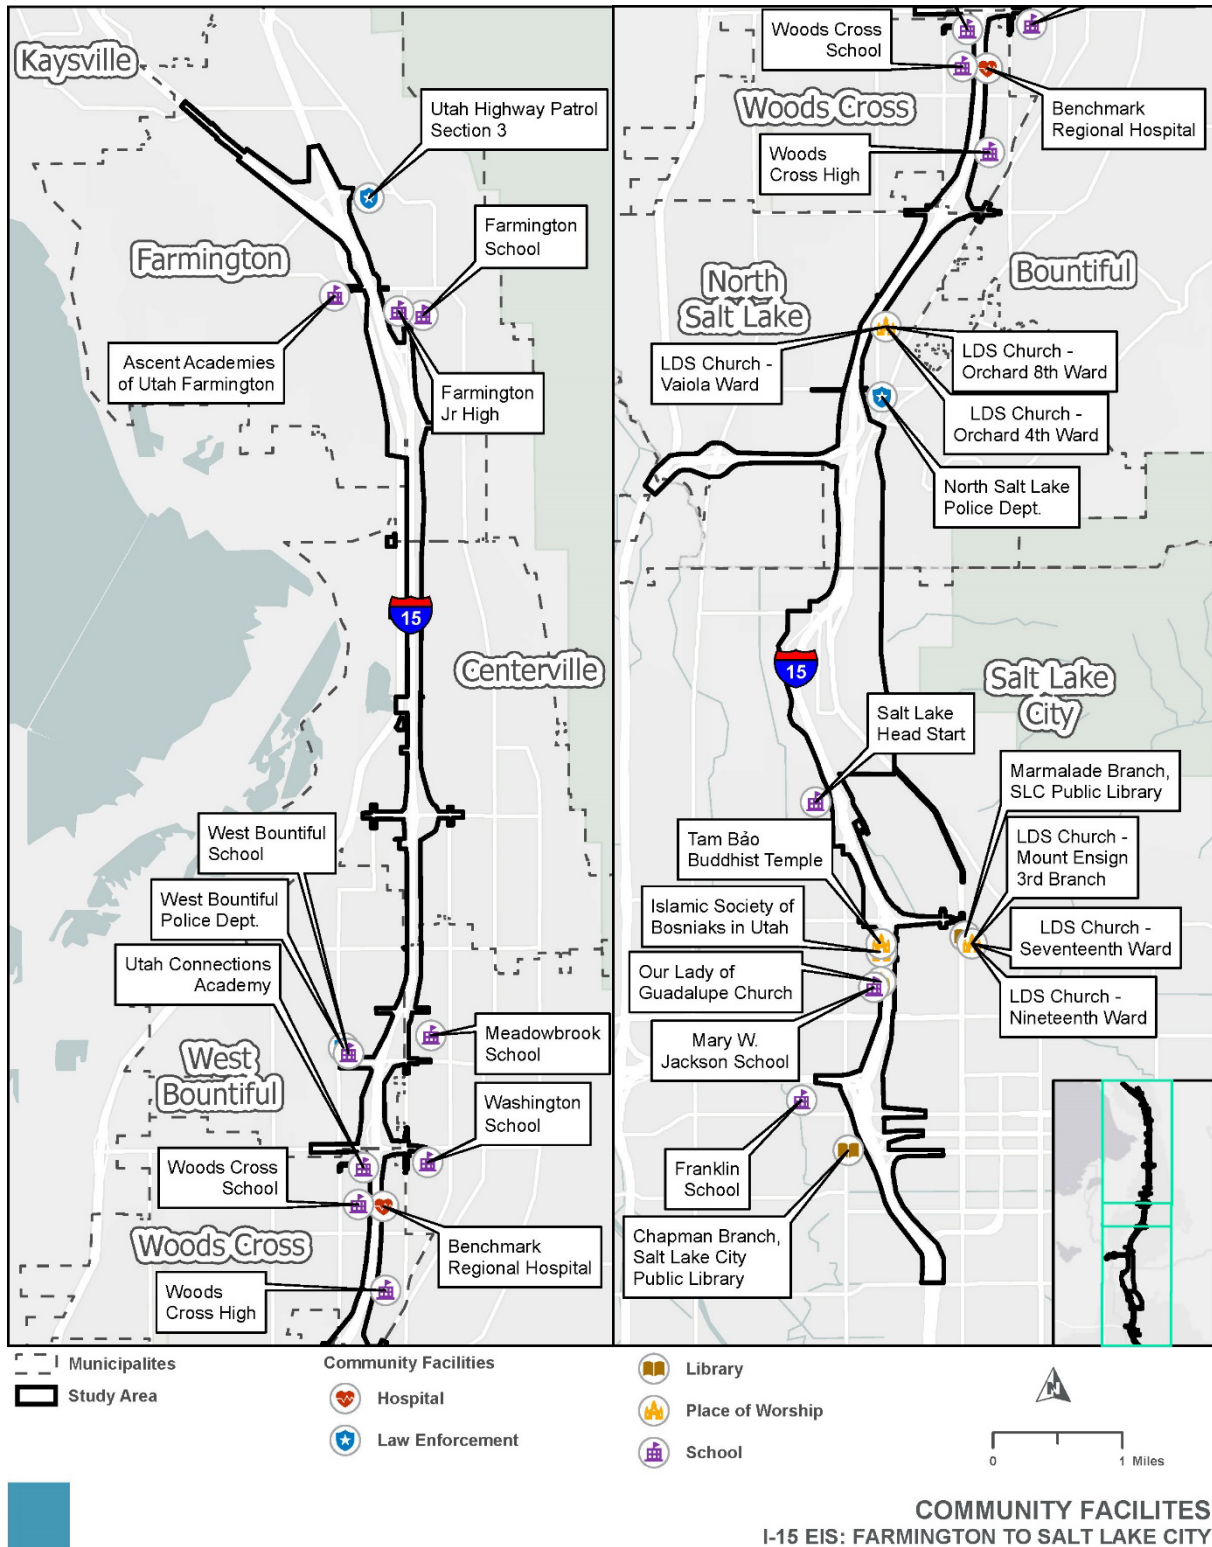 Kaysville
Utah Highway Patrol
Section 3
Farmington
School
Farmington
Ascent Academies
of Utah Farmington
Farmington
Jr High
15
Centerville
West Bountiful
School
West Bountiful
Police Dept.
Utah Connections
Academy
Meadowbrook
School
West
Bountiful
Washington
School
Woods Cross
School
Woods Cross
Benchmark
Regional Hospital
Woods
Cross High
Woods Cross
School
Woods Cross
Benchmark
Regional Hospital
Woods
Cross High
Bountiful
North
Salt Lake
LDS Church -
Vaiola Ward
LDS Church -
Orchard 8th Ward
LDS Church -
Orchard 4th Ward
North Salt Lake
Police Dept.
15
Salt Lake
City
Salt Lake
Head Start
Marmalade Branch,
SLC Public Library
Tam Bảo
Buddhist Temple
LDS Church -
Mount Ensign
3rd Branch
Islamic Society of
Bosniaks in Utah
LDS Church -
Seventeenth Ward
Our Lady of
Guadalupe Church
LDS Church -
Nineteenth Ward
Mary W.
Jackson School
Franklin
School
Chapman Branch,
Salt Lake City
Public Library
Municipalites
Study Area
Community Facilities
Hospital
Law Enforcement
Library
Place of Worship
School
N
0 1 Miles
COMMUNITY FACILITES
I-15 EIS: FARMINGTON TO SALT LAKE CITY